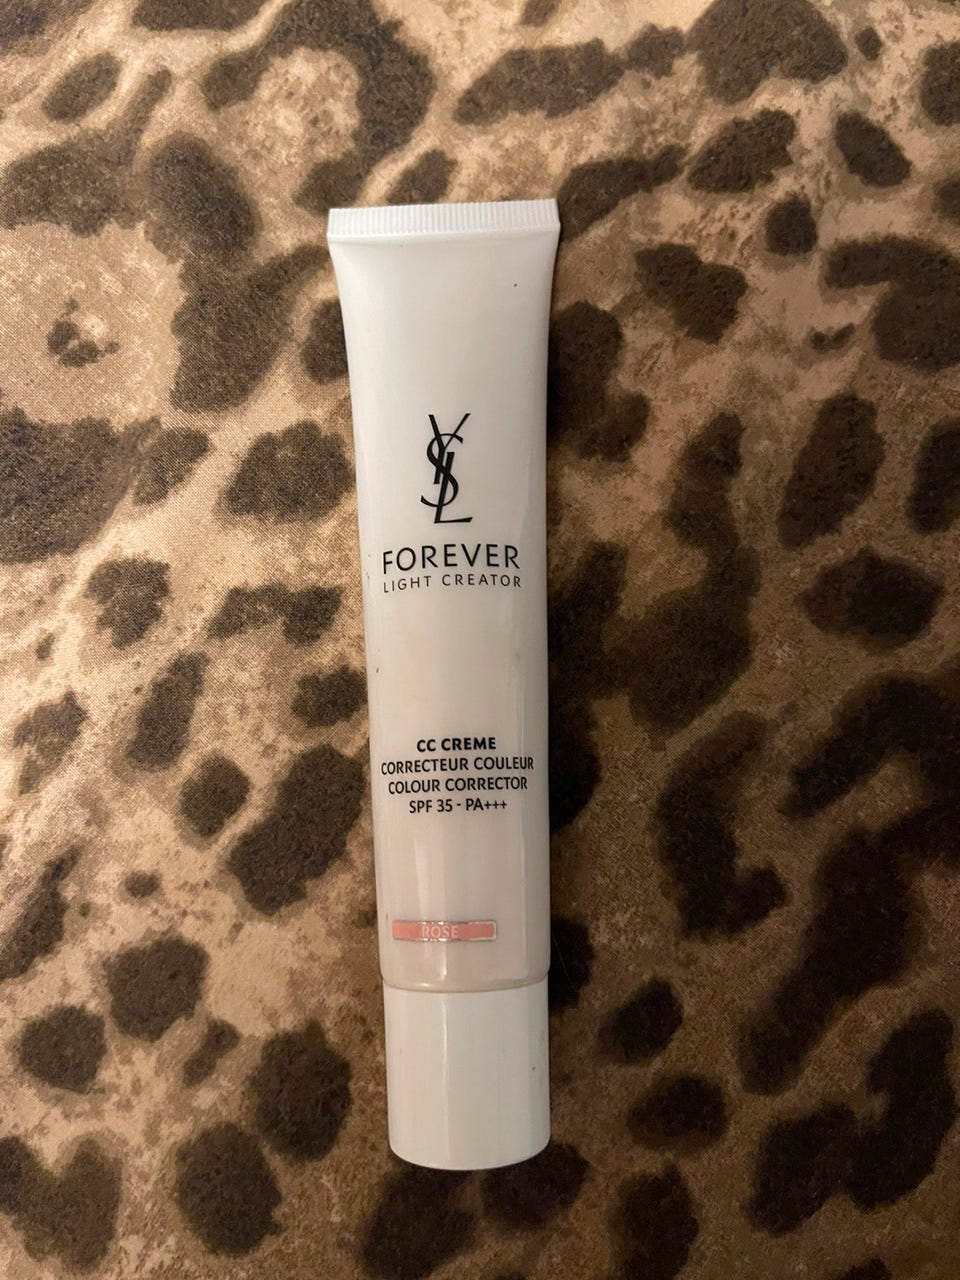 YSL
FOREVER
LIGHT CREATOR
CC CREME
CORRECTEUR COULEUR
COLOUR CORRECTOR
SPF 35 - PA+++
ROSE